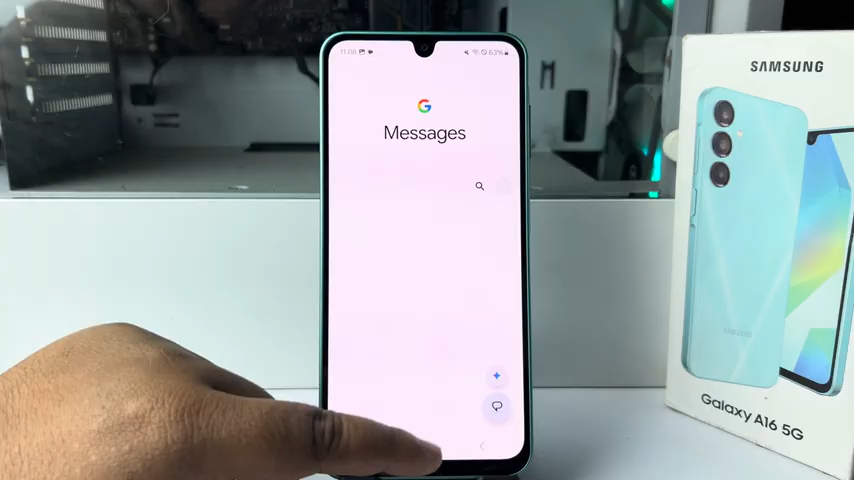 11:08
63%
G
Messages
SAMSUNG
SAMSUNG
Galaxy A16 5G